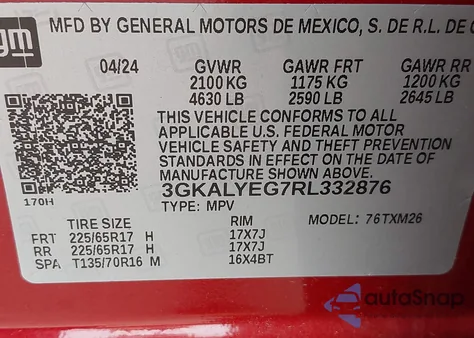 gm
MFD BY GENERAL MOTORS DE MEXICO, S. DE R.L. DE
04/24 GVWR GAWR FRT GAWR RR
2100 KG 1175 KG 1200 KG
4630 LB 2590 LB 2645 LB
THIS VEHICLE CONFORMS TO ALL
APPLICABLE U.S. FEDERAL MOTOR
VEHICLE SAFETY AND THEFT PREVENTION
STANDARDS IN EFFECT ON THE DATE OF
MANUFACTURE SHOWN ABOVE.
3GKALYEG7RL332876
170H TYPE: MPV
TIRE SIZE RIM MODEL: 76TXM26
FRT 225/65R17 H 17X7J
RR 225/65R17 H 17X7J
SPA T135/70R16 M 16X4BT
autoSnap